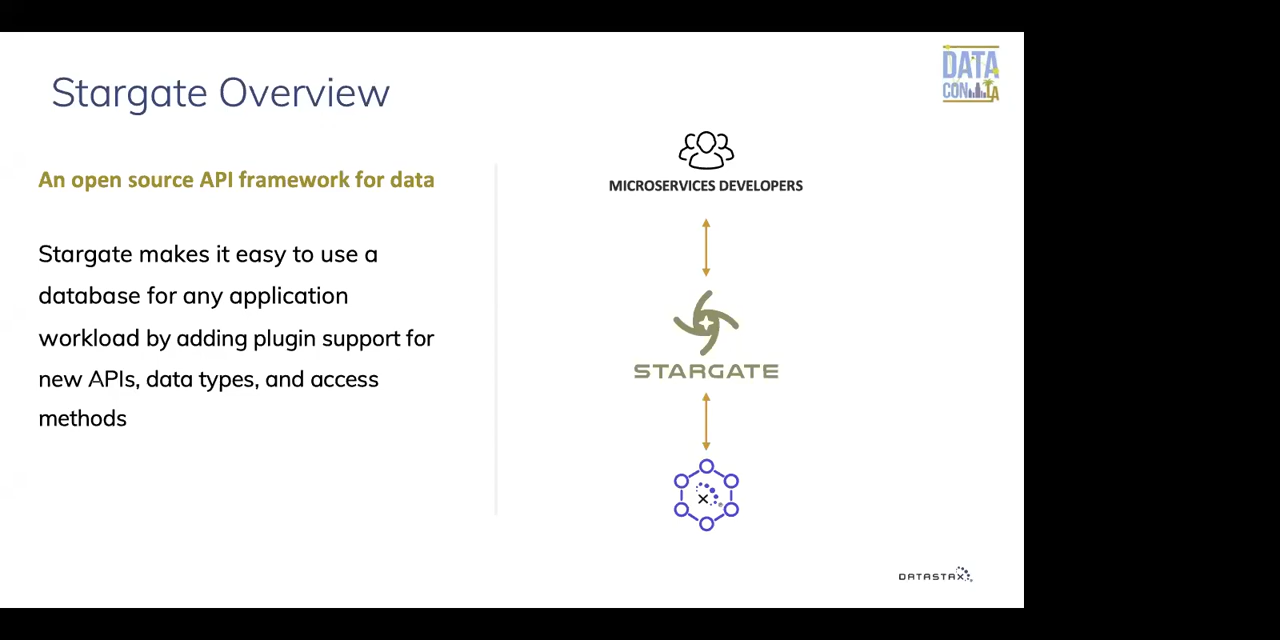 Stargate Overview
DATA
CON LA
An open source API framework for data
Stargate makes it easy to use a
database for any application
workload by adding plugin support for
new APIs, data types, and access
methods
MICROSERVICES DEVELOPERS
STARGATE
DATASTAX